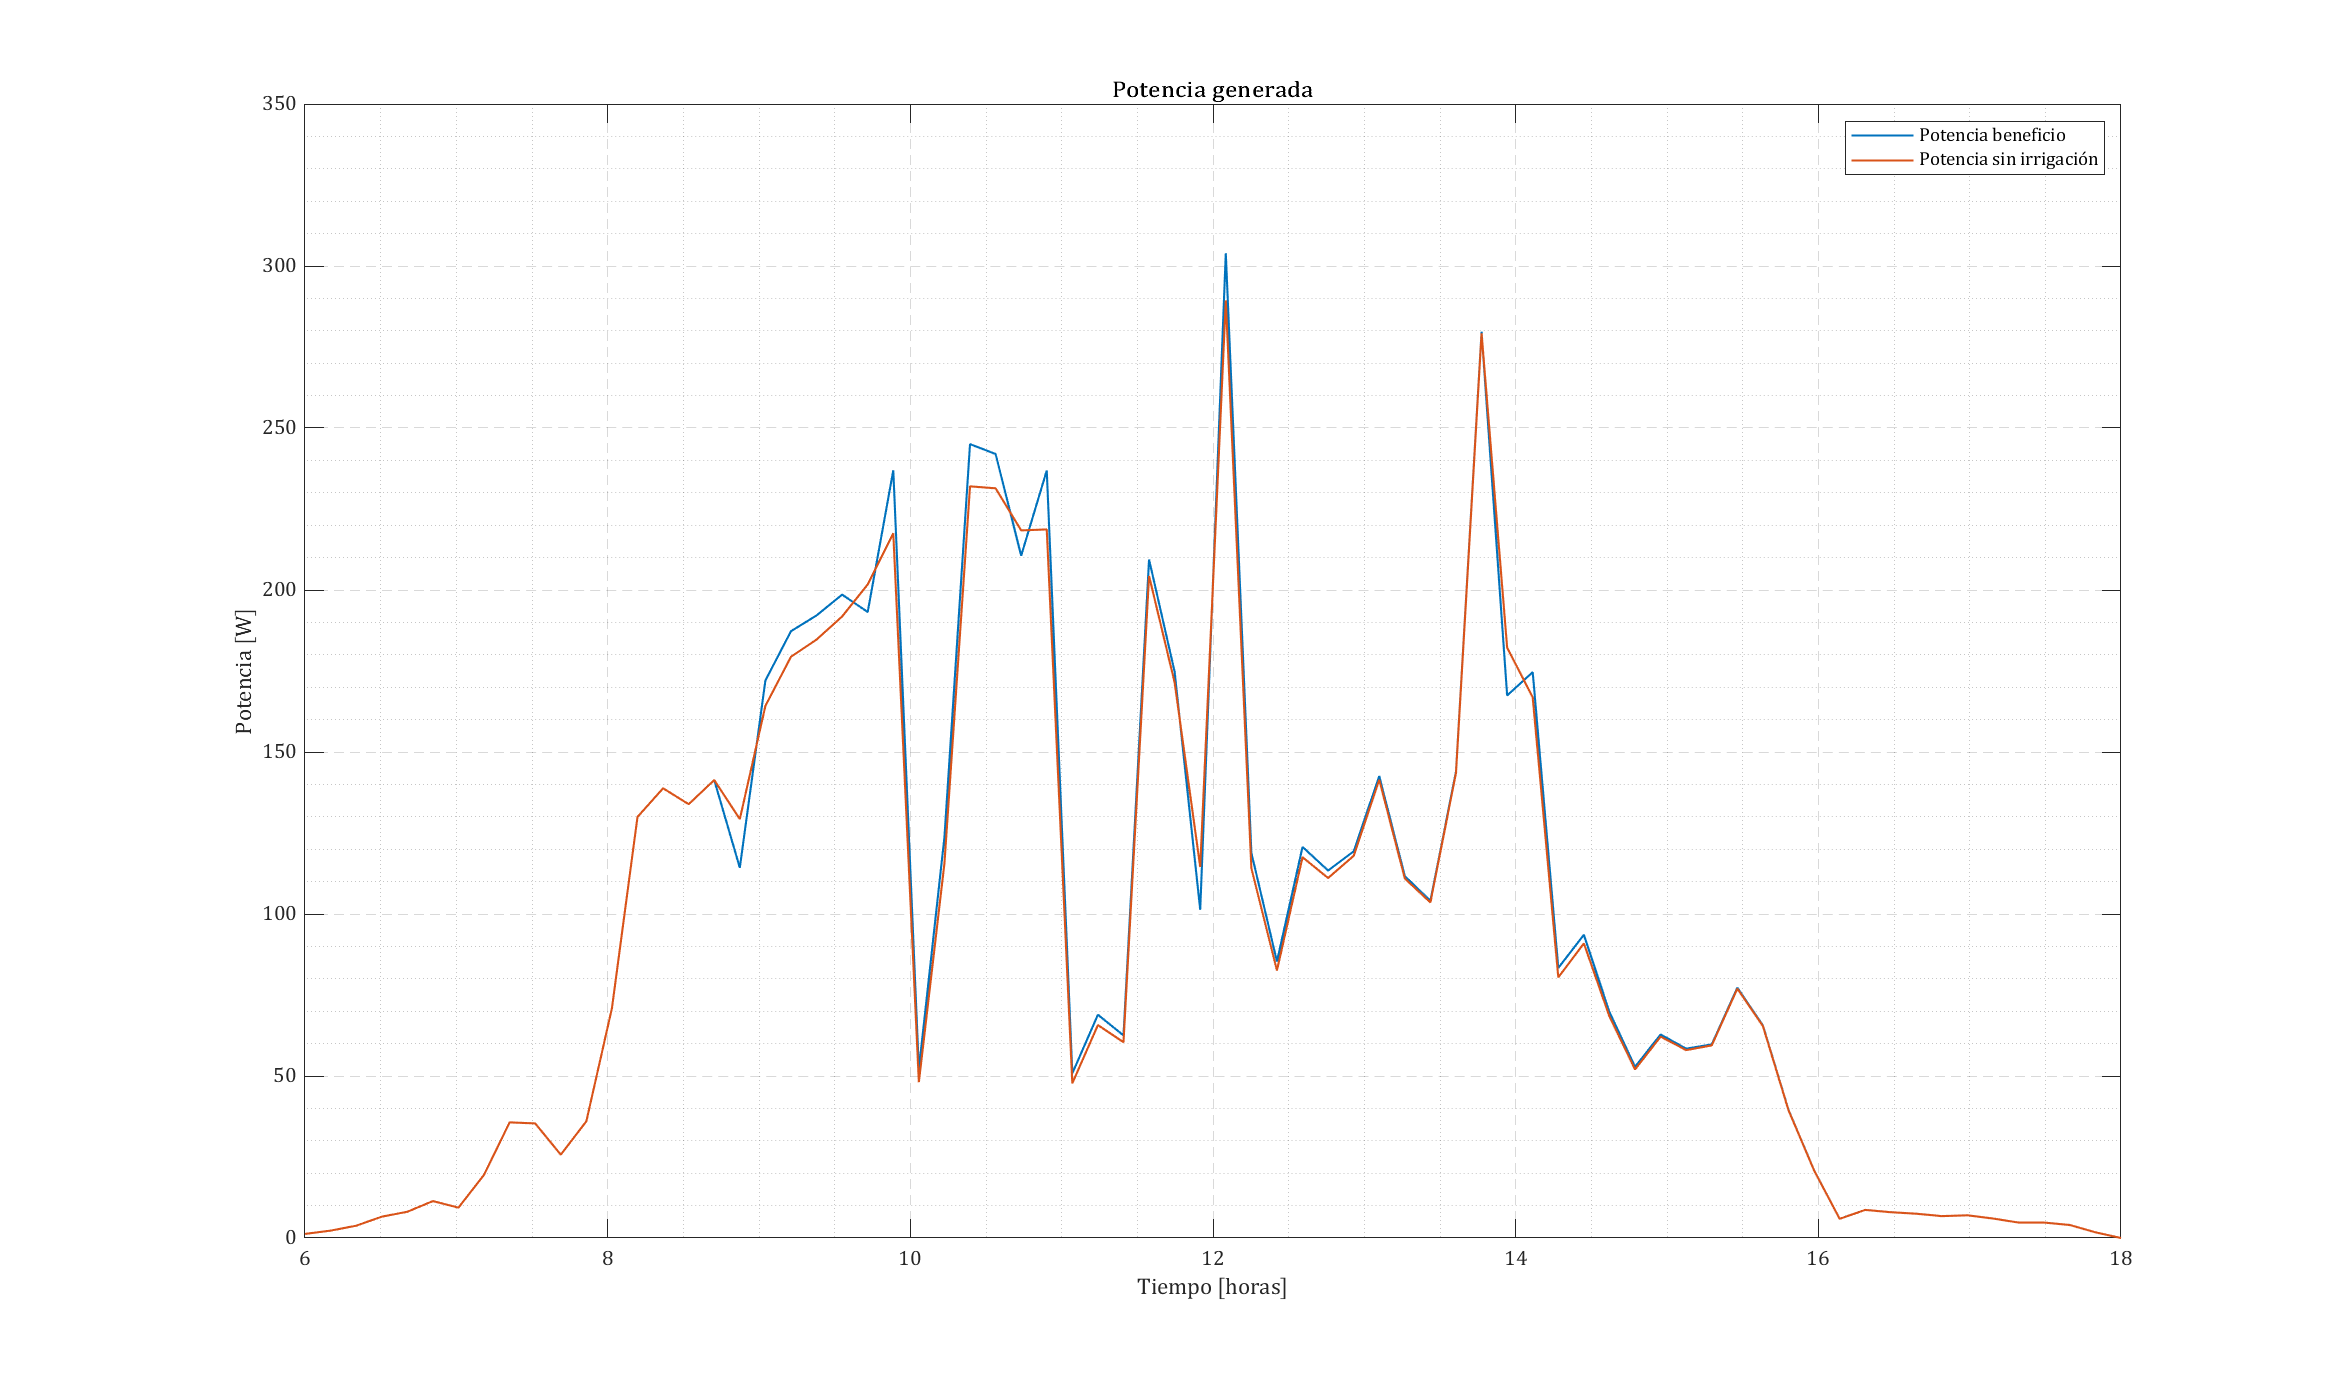 Potencia generada
350
Potencia beneficio
Potencia sin irrigación
300
250
200
Potencia [W]
150
100
50
0
6 8 10 12 14 16 18
Tiempo [horas]